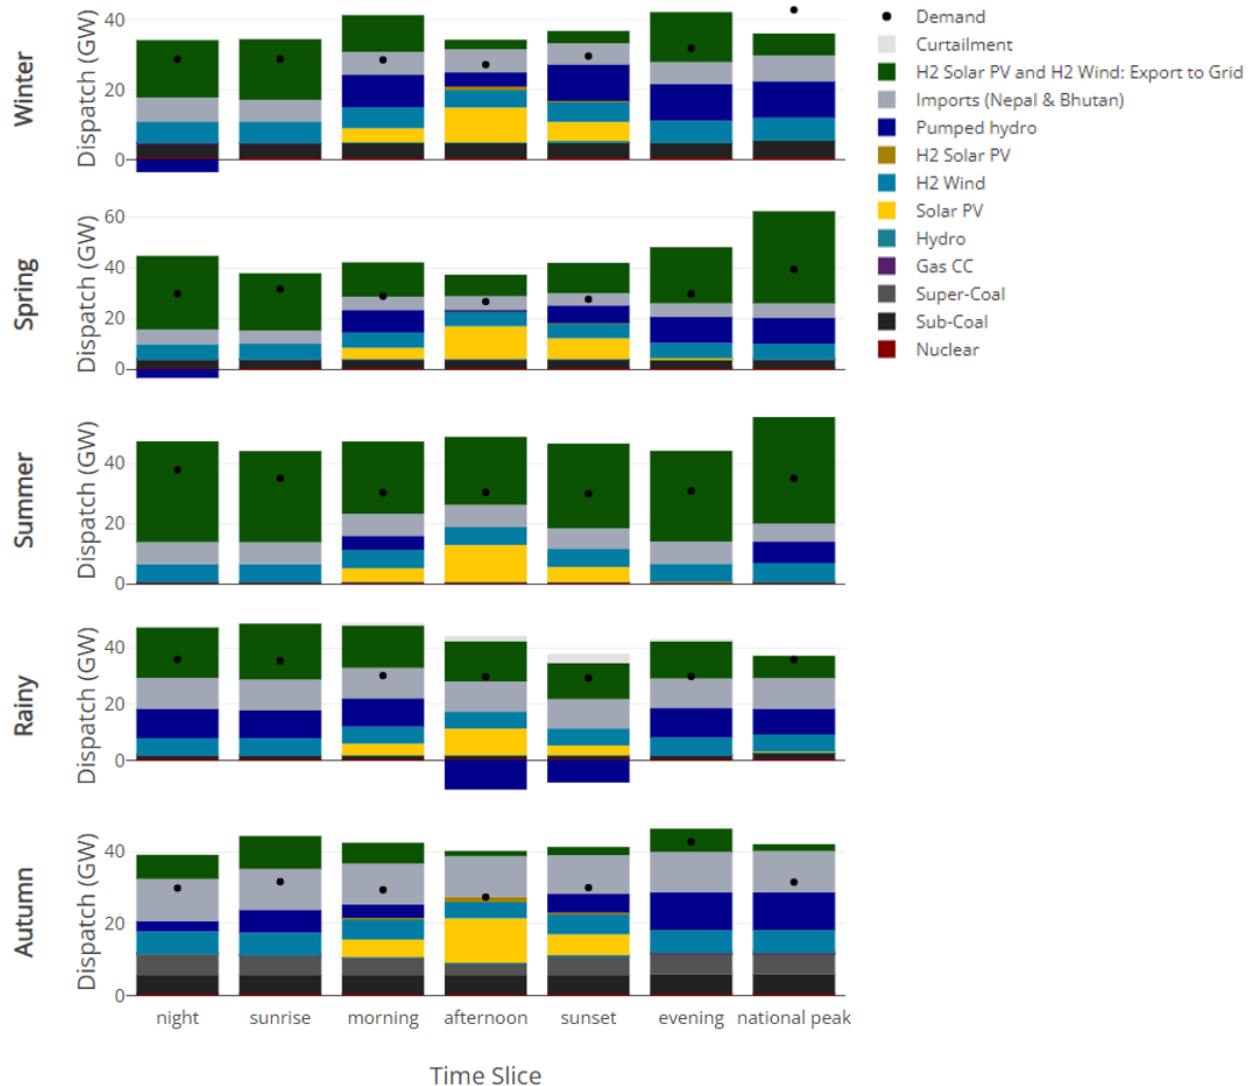 Winter
Dispatch (GW)
40
20
0
Spring
Dispatch (GW)
60
40
20
0
Summer
Dispatch (GW)
40
20
0
Rainy
Dispatch (GW)
40
20
0
Autumn
Dispatch (GW)
40
20
0
night sunrise morning afternoon sunset evening national peak
Time Slice
Demand
Curtailment
H2 Solar PV and H2 Wind: Export to Grid
Imports (Nepal & Bhutan)
Pumped hydro
H2 Solar PV
H2 Wind
Solar PV
Hydro
Gas CC
Super-Coal
Sub-Coal
Nuclear